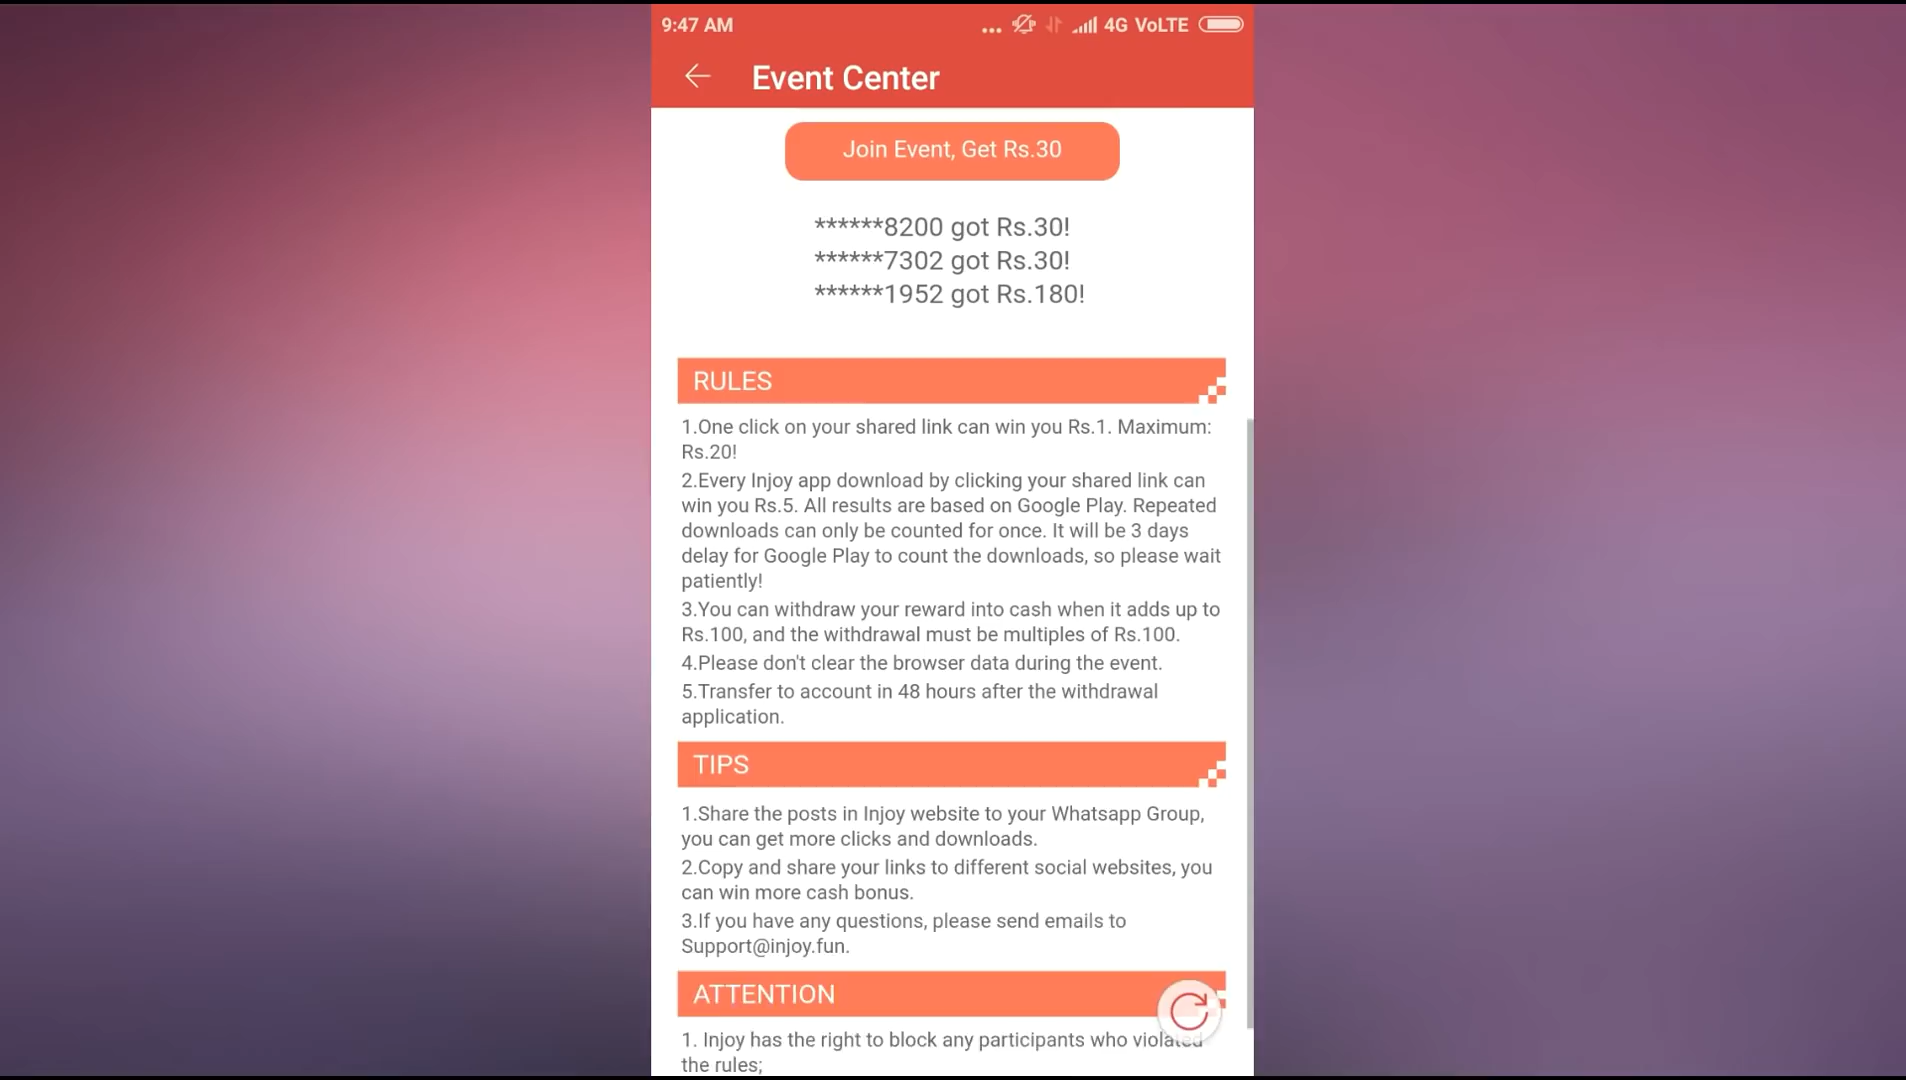 9:47 AM
... 4G VoLTE
Event Center
Join Event, Get Rs.30
******8200 got Rs.30!
******7302 got Rs.30!
******1952 got Rs.180!
RULES
1.One click on your shared link can win you Rs.1. Maximum:
Rs.20!
2.Every Injoy app download by clicking your shared link can
win you Rs.5. All results are based on Google Play. Repeated
downloads can only be counted for once. It will be 3 days
delay for Google Play to count the downloads, so please wait
patiently!
3.You can withdraw your reward into cash when it adds up to
Rs.100, and the withdrawal must be multiples of Rs.100.
4.Please don't clear the browser data during the event.
5.Transfer to account in 48 hours after the withdrawal
application.
TIPS
1.Share the posts in Injoy website to your Whatsapp Group,
you can get more clicks and downloads.
2.Copy and share your links to different social websites, you
can win more cash bonus.
3.If you have any questions, please send emails to
Support@injoy.fun.
ATTENTION
1. Injoy has the right to block any participants who violated
the rules;